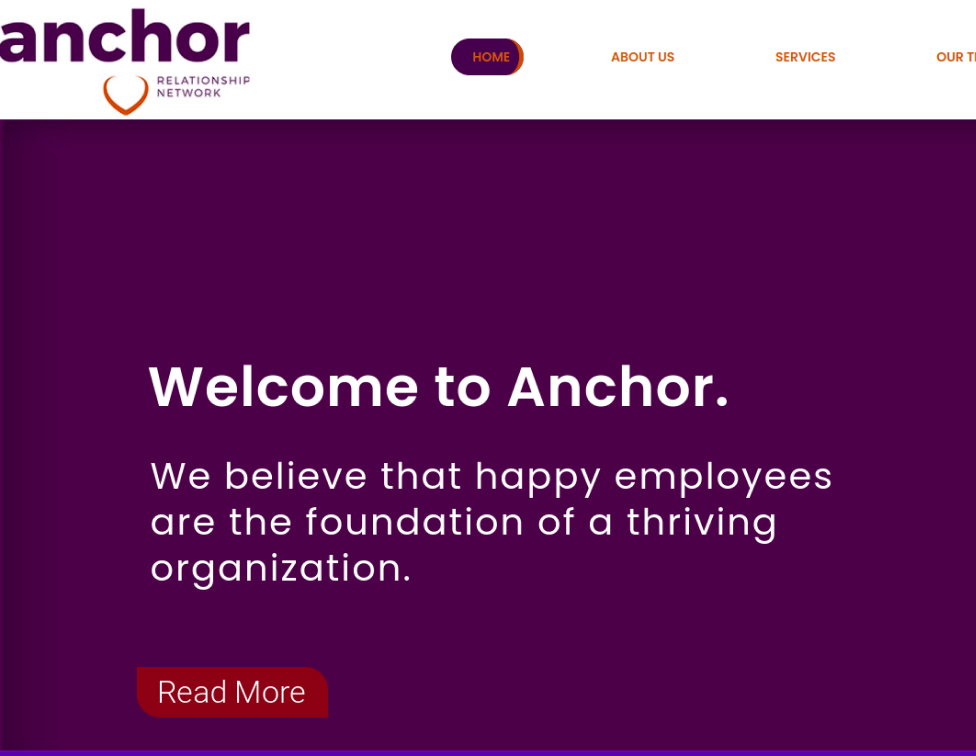 anchor
RELATIONSHIP
NETWORK
HOME ABOUT US SERVICES OUR
Welcome to Anchor.
We believe that happy employees
are the foundation of a thriving
organization.
Read More